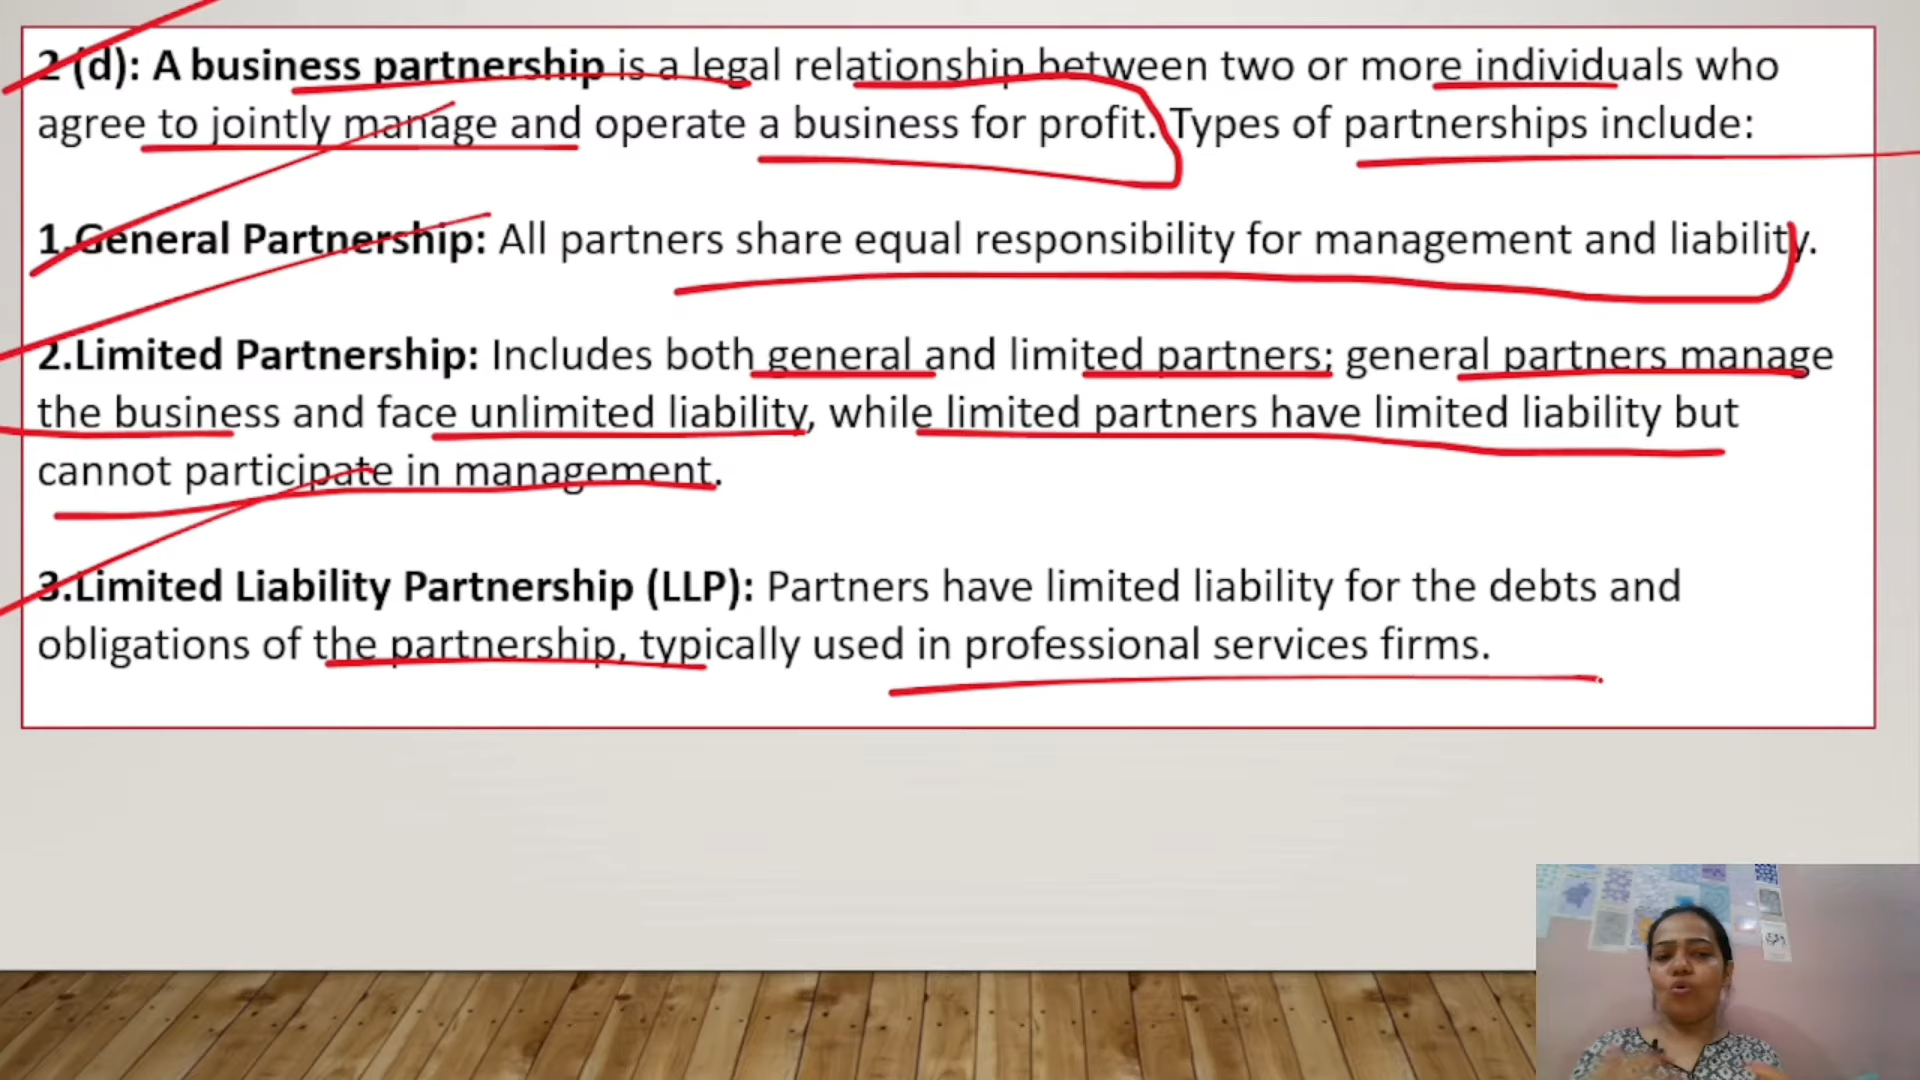 2 (d): A business partnership is a legal relationship between two or more individuals who
agree to jointly manage and operate a business for profit. Types of partnerships include:
1.General Partnership: All partners share equal responsibility for management and liability.
2.Limited Partnership: Includes both general and limited partners; general partners manage
the business and face unlimited liability, while limited partners have limited liability but
cannot participate in management.
3.Limited Liability Partnership (LLP): Partners have limited liability for the debts and
obligations of the partnership, typically used in professional services firms.